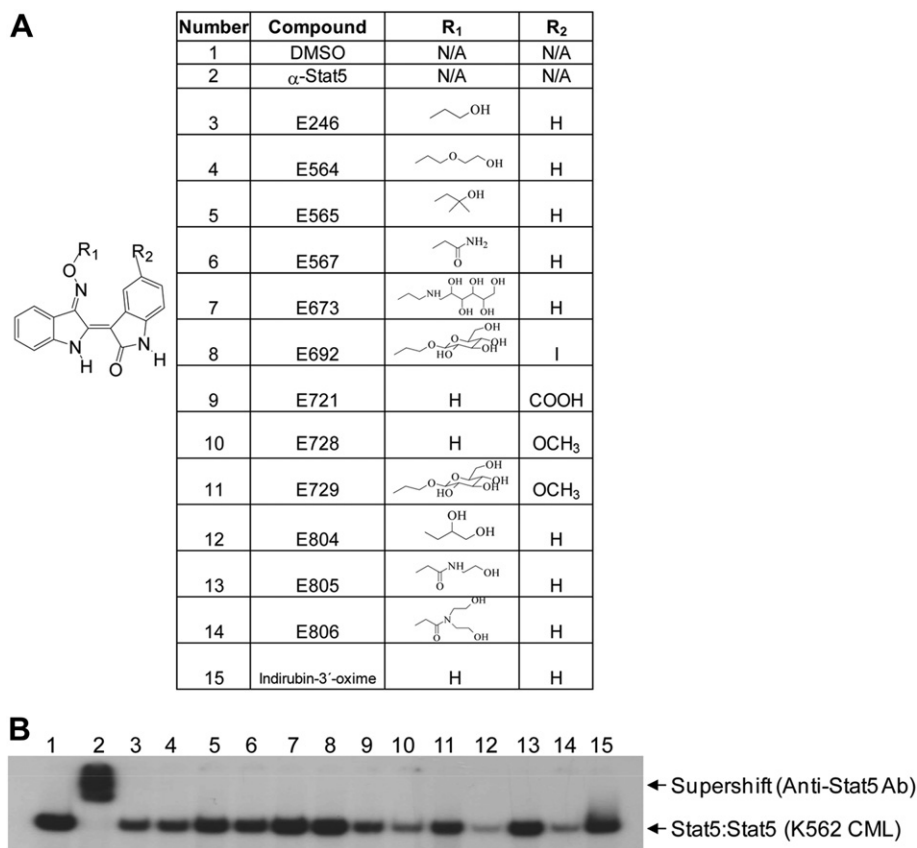 A
Number Compound R1 R2
1 DMSO N/A N/A
2 α-Stat5 N/A N/A
3 E246 OH H
4 E564 O OH H
5 E565 OH H
6 E567 NH2 O H
7 E673 NH OH OH OH OH OH H
8 E692 OH O O OH HO OH I
9 E721 H COOH
10 E728 H OCH3
11 E729 OH O O OH HO OH OCH3
12 E804 OH OH H
13 E805 NH OH O H
14 E806 OH N O OH H
15 Indirubin-3´-oxime H H
R1 R2
O
N
N
H
O
N
H
B
1 2 3 4 5 6 7 8 9 10 11 12 13 14 15
Supershift (Anti-Stat5 Ab)
Stat5:Stat5 (K562 CML)